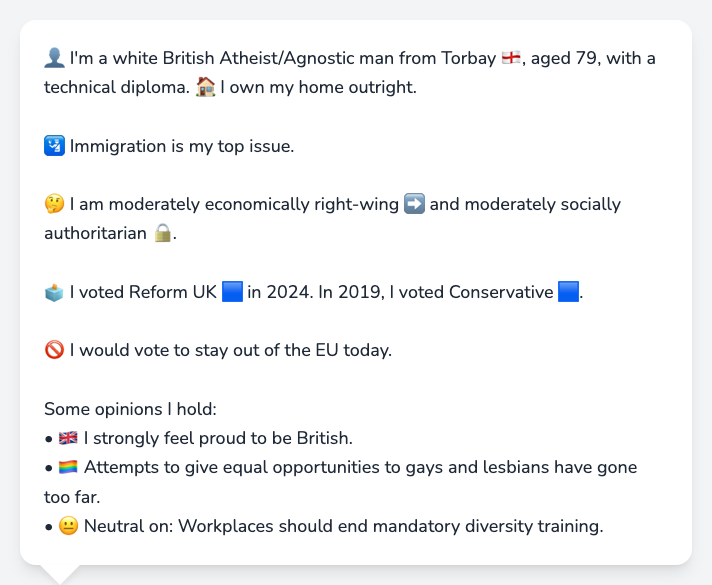 👤 I'm a white British Atheist/Agnostic man from Torbay 🏴󠁧󠁢󠁥󠁮󠁧󠁿, aged 79, with a
technical diploma. 🏠 I own my home outright.
🛂 Immigration is my top issue.
🤔 I am moderately economically right-wing ➡️ and moderately socially
authoritarian 🔒.
🗳️ I voted Reform UK 🟦 in 2024. In 2019, I voted Conservative 🟦.
🚫 I would vote to stay out of the EU today.
Some opinions I hold:
• 🇬🇧 I strongly feel proud to be British.
• 🏳️‍🌈 Attempts to give equal opportunities to gays and lesbians have gone
too far.
• 😐 Neutral on: Workplaces should end mandatory diversity training.